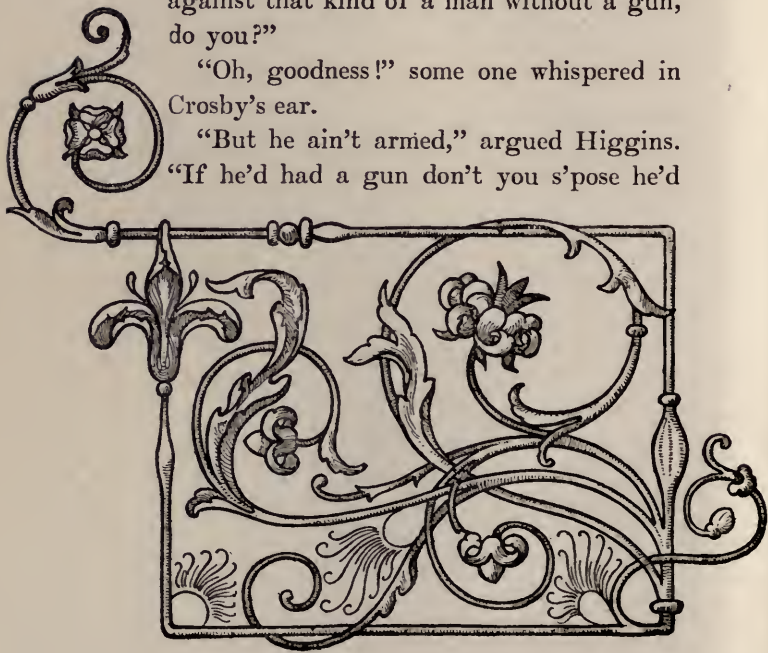 against that kind of a man without a gun,
do you?”
“Oh, goodness!” some one whispered in
Crosby’s ear.
“But he ain’t armed,” argued Higgins.
“If he’d had a gun don’t you s’pose he’d